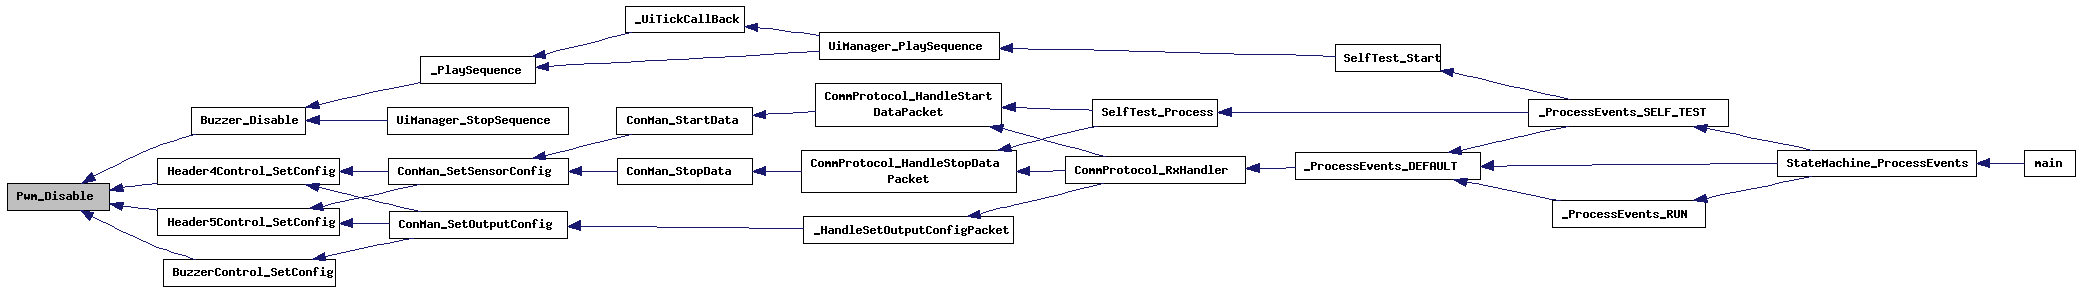 _UiTickCallBack
UiManager_PlaySequence
SelfTest_Start
_PlaySequence
CommProtocol_HandleStart
DataPacket
SelfTest_Process
_ProcessEvents_SELF_TEST
Buzzer_Disable
UiManager_StopSequence
ConMan_StartData
Header4Control_SetConfig
ConMan_SetSensorConfig
ConMan_StopData
CommProtocol_HandleStopData
Packet
CommProtocol_RxHandler
_ProcessEvents_DEFAULT
StateMachine_ProcessEvents
main
Pwm_Disable
Header5Control_SetConfig
ConMan_SetOutputConfig
_HandleSetOutputConfigPacket
_ProcessEvents_RUN
BuzzerControl_SetConfig